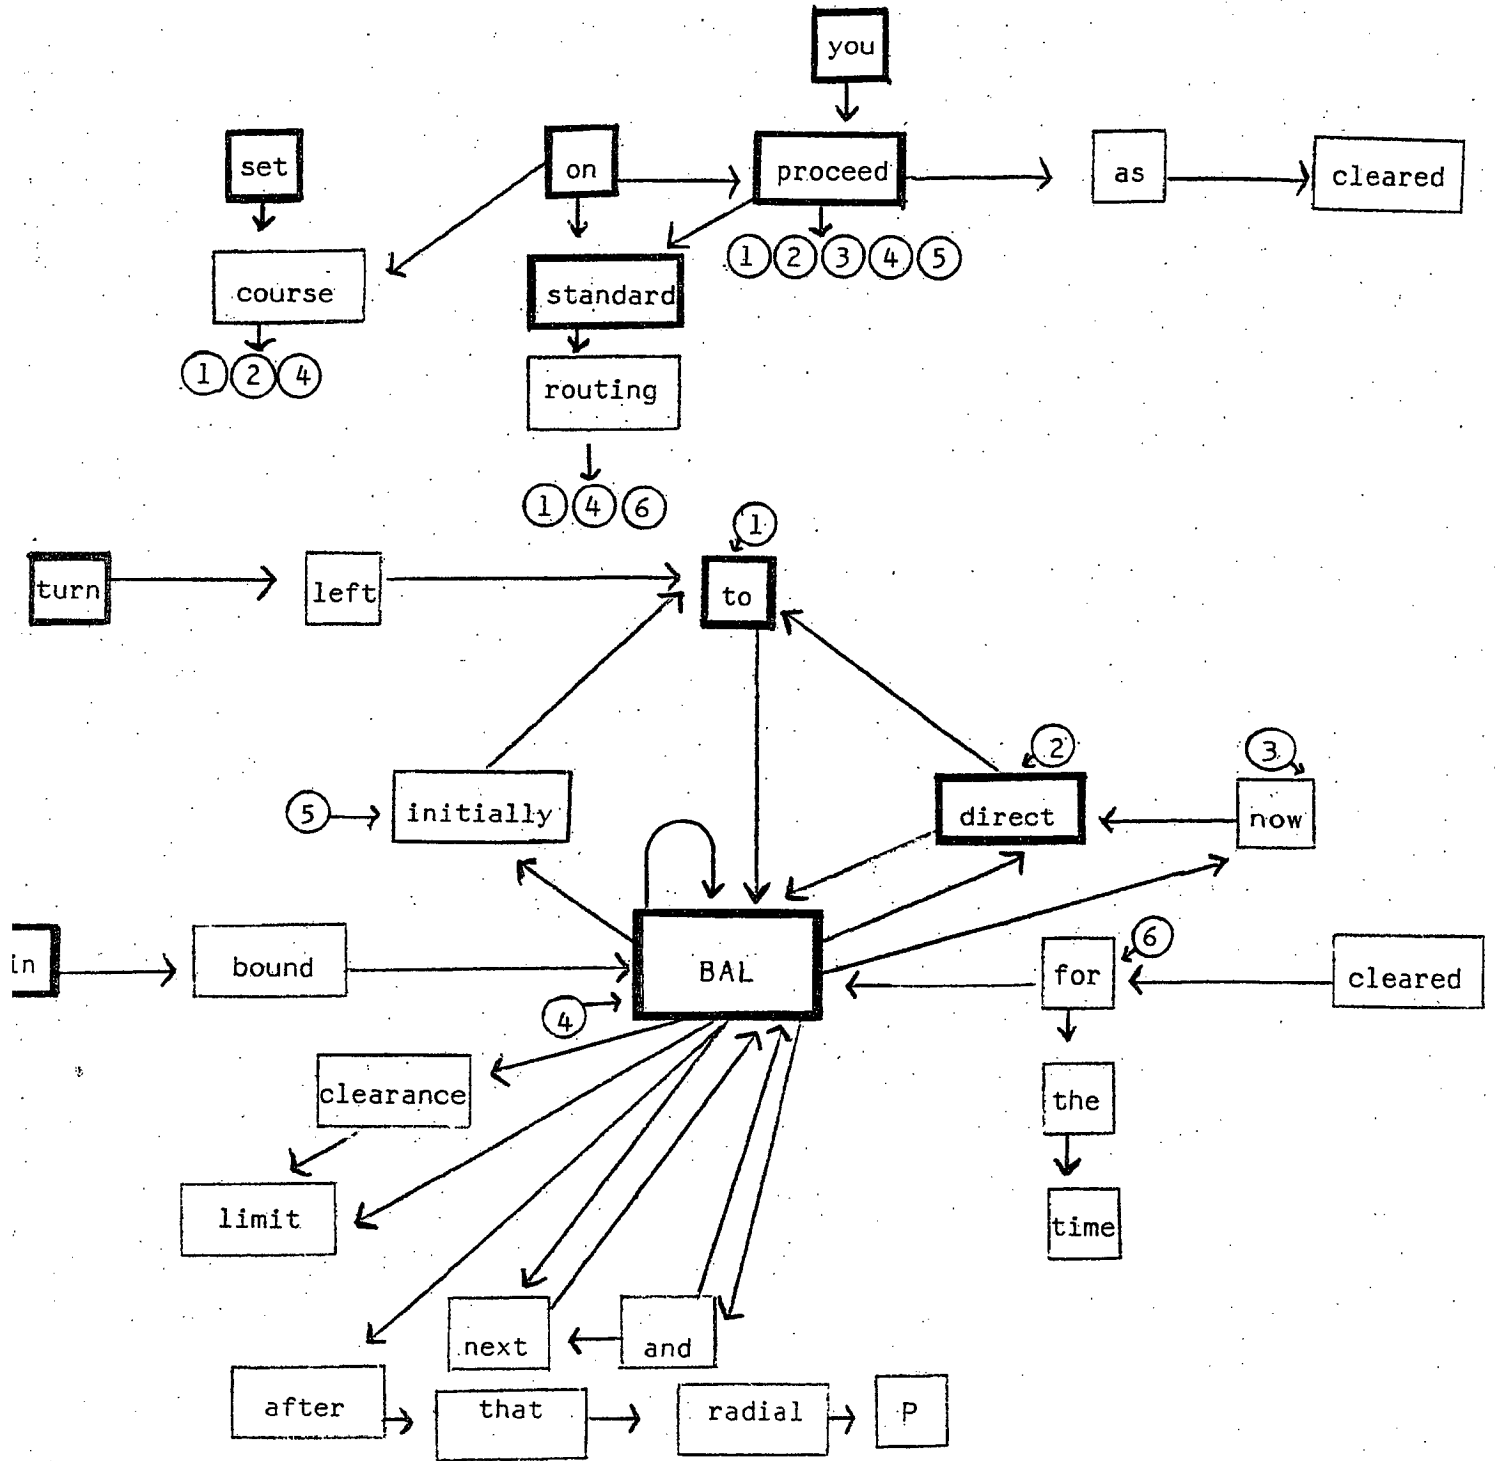 you
set
on
proceed
as
cleared
course
standard
1 2 3 4 5
1 2 4
routing
1 4 6
1
turn
left
to
2
3
5
initially
direct
now
in
bound
BAL
6
for
cleared
4
clearance
the
limit
time
next
and
after
that
radial
P